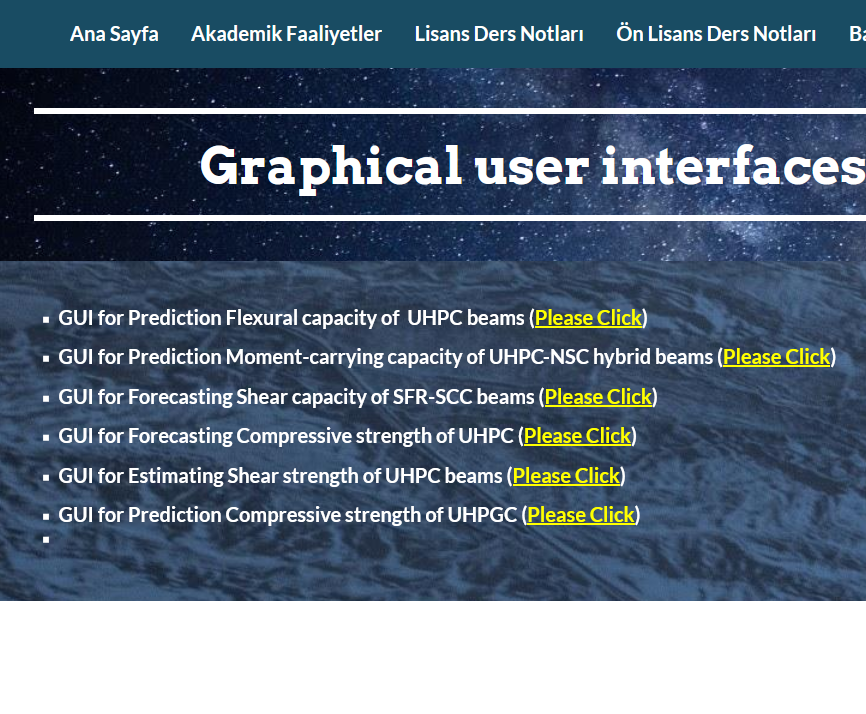 Ana Sayfa Akademik Faaliyetler Lisans Ders Notları Ön Lisans Ders Notları
Graphical user interfaces
▪ GUI for Prediction Flexural capacity of UHPC beams (Please Click)
▪ GUI for Prediction Moment-carrying capacity of UHPC-NSC hybrid beams (Please Click)
▪ GUI for Forecasting Shear capacity of SFR-SCC beams (Please Click)
▪ GUI for Forecasting Compressive strength of UHPC (Please Click)
▪ GUI for Estimating Shear strength of UHPC beams (Please Click)
▪ GUI for Prediction Compressive strength of UHPGC (Please Click)